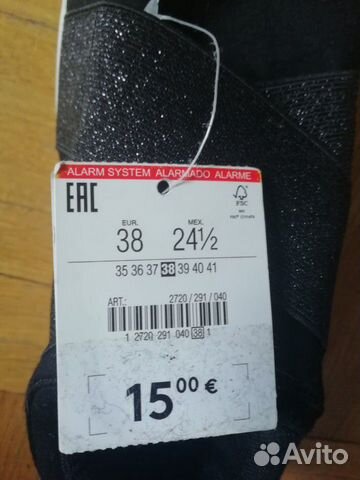 ALARM SYSTEM ALARMADO ALARME
EAC
FSC
EUR.
MEX.
38
24½
35 36 37 38 39 40 41
ART.:
2720 / 291 / 040
1 2720 291 040 38 1
15 00 €
Avito